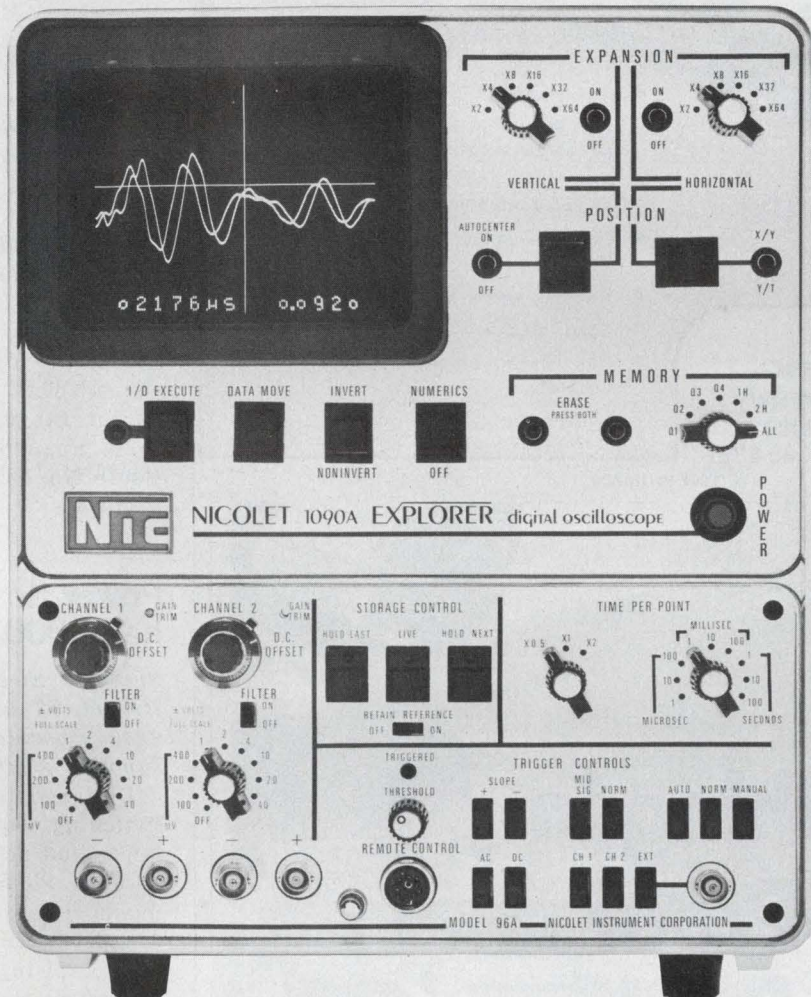 EXPANSION
X2 X4 X8 X16 X32 X64
ON
OFF
ON
OFF
X2 X4 X8 X16 X32 X64
VERTICAL
HORIZONTAL
POSITION
AUTOCENTER
ON
OFF
X/Y
Y/T
02176µS 0.0920
I/O EXECUTE
DATA MOVE
INVERT
NONINVERT
NUMERICS
OFF
MEMORY
ERASE
PRESS BOTH
Q1 Q2 Q3 Q4 1H 2H ALL
NIC
NICOLET 1090A EXPLORER digital oscilloscope
POWER
CHANNEL 1
GAIN
TRIM
D.C.
OFFSET
FILTER
ON
OFF
± VOLTS
FULL SCALE
400 200 100 MV
OFF
1 2 4 10 20 40
CHANNEL 2
GAIN
TRIM
D.C.
OFFSET
FILTER
ON
OFF
± VOLTS
FULL SCALE
400 200 100 MV
OFF
1 2 4 10 20 40
- + - +
STORAGE CONTROL
HOLD LAST
LIVE
HOLD NEXT
RETAIN REFERENCE
OFF ON
TIME PER POINT
X0.5 X1 X2
MILLISEC
1 10 100
100 10 1
MICROSEC
1 10 100
SECONDS
TRIGGERED
THRESHOLD
REMOTE CONTROL
TRIGGER CONTROLS
SLOPE
+ -
MID
SIG
NORM
AUTO NORM MANUAL
AC DC
CH 1 CH 2 EXT
MODEL 96A
NICOLET INSTRUMENT CORPORATION